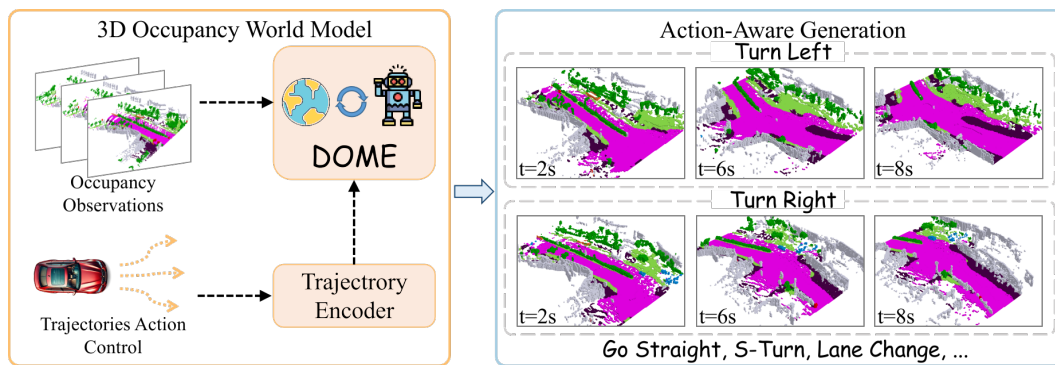 3D Occupancy World Model
DOME
Occupancy
Observations
Trajectrory
Encoder
Trajectories Action
Control
Action-Aware Generation
Turn Left
t=2s
t=6s
t=8s
Turn Right
t=2s
t=6s
t=8s
Go Straight, S-Turn, Lane Change, ...